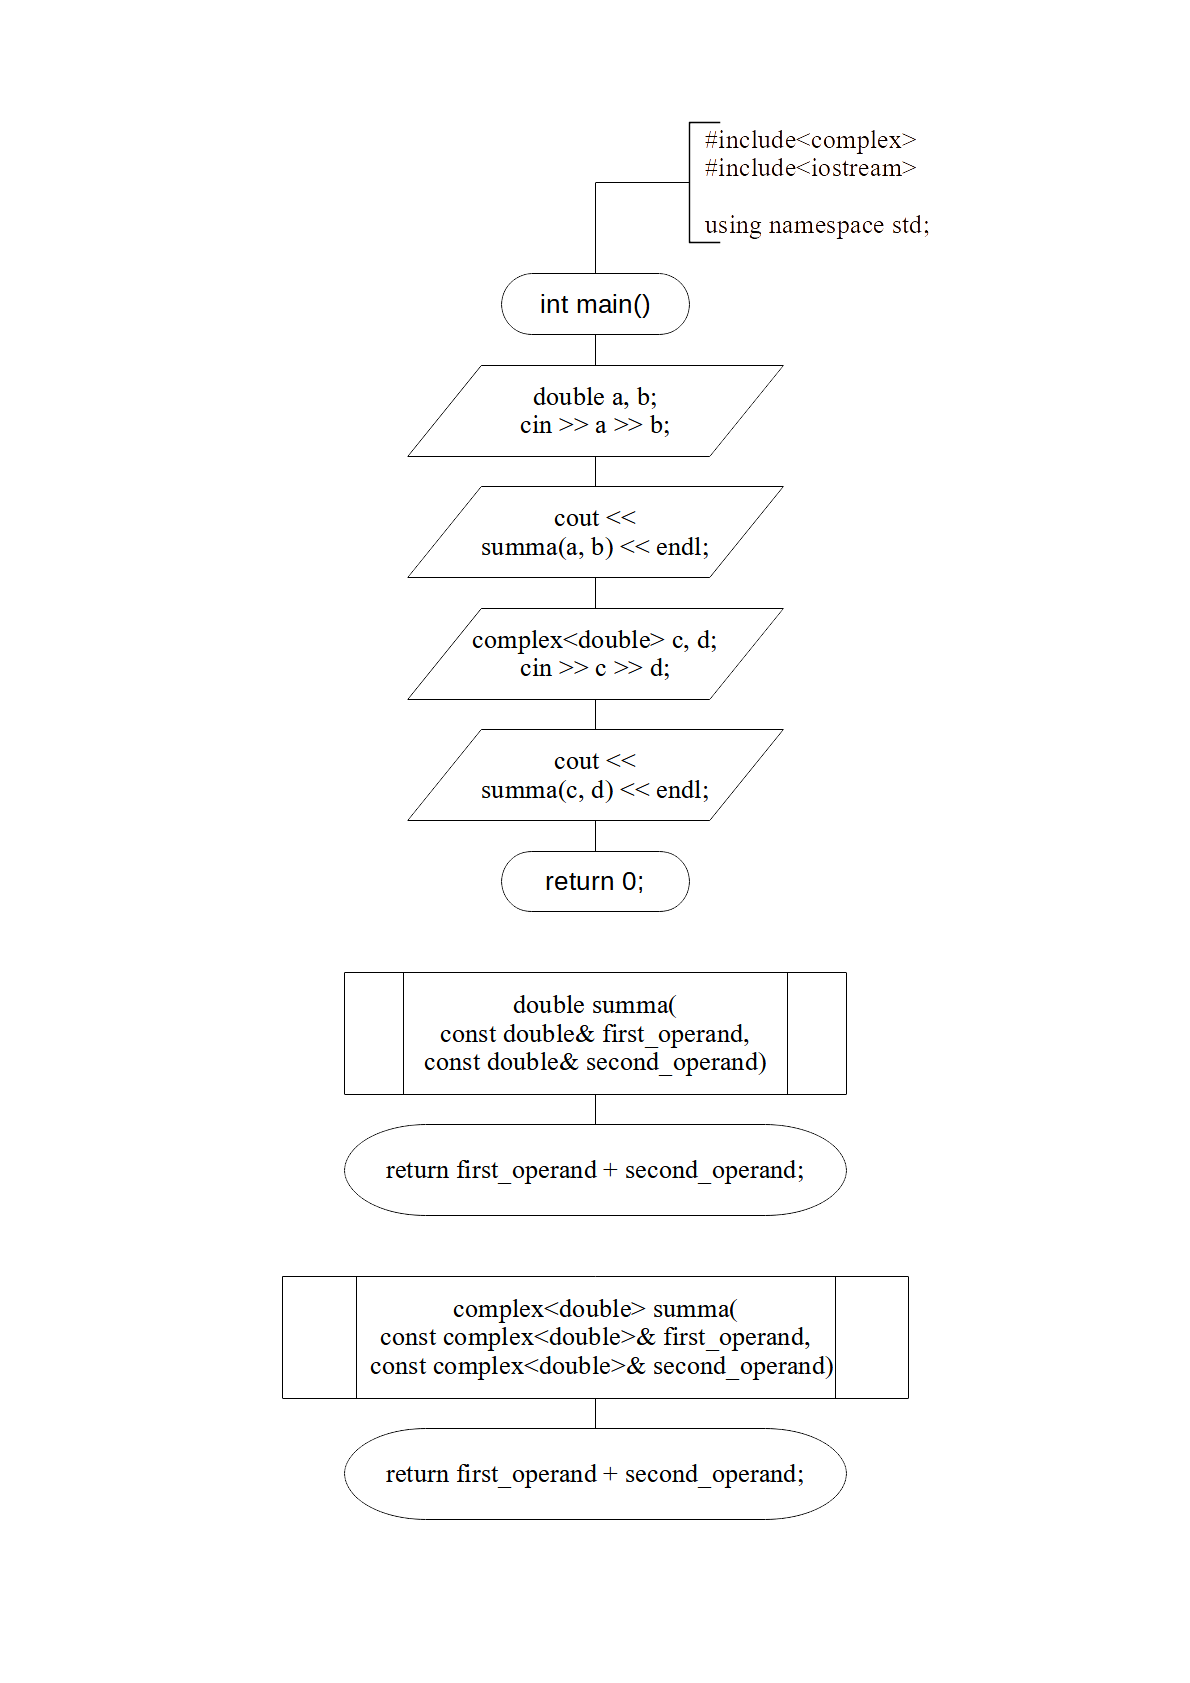 #include<complex>
#include<iostream>
using namespace std;
int main()
double a, b;
cin >> a >> b;
cout <<
summa(a, b) << endl;
complex<double> c, d;
cin >> c >> d;
cout <<
summa(c, d) << endl;
return 0;
double summa(
const double& first_operand,
const double& second_operand)
return first_operand + second_operand;
complex<double> summa(
const complex<double>& first_operand,
const complex<double>& second_operand)
return first_operand + second_operand;